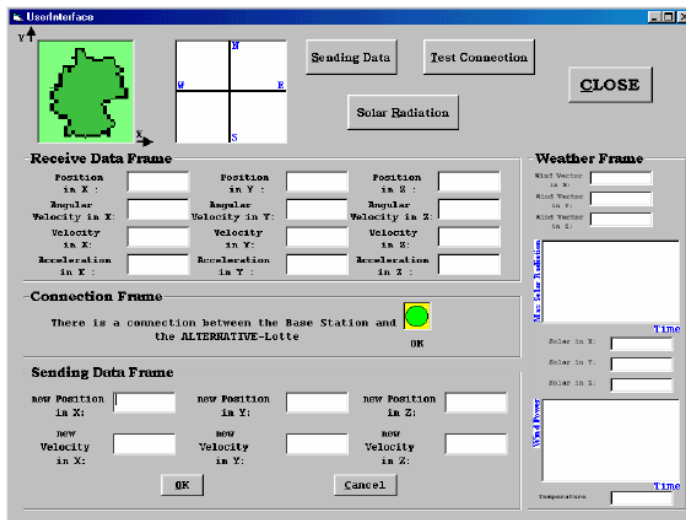 UserInterface
Y
N
W
E
S
X
Sending Data
Test Connection
CLOSE
Solar Radiation
Receive Data Frame
Position
in X :
Position
in Y :
Position
in Z :
Angular
Velocity in X:
Angular
Velocity in Y:
Angular
Velocity in Z:
Velocity
in X:
Velocity
in Y:
Velocity
in Z:
Acceleration
in X :
Acceleration
in Y :
Acceleration
in Z :
Connection Frame
There is a connection between the Base Station and
the ALTERNATIVE-Lotte
OK
Sending Data Frame
new Position
in X:
new Position
in Y:
new Position
in Z:
new
Velocity
in X:
new
Velocity
in Y:
new
Velocity
in Z:
OK
Cancel
Weather Frame
Wind Vector
in X:
Wind Vector
in Y:
Wind Vector
in Z:
Max Solar Radiation
Time
Solar in X:
Solar in Y:
Solar in Z:
Wind Power
Time
Temperature